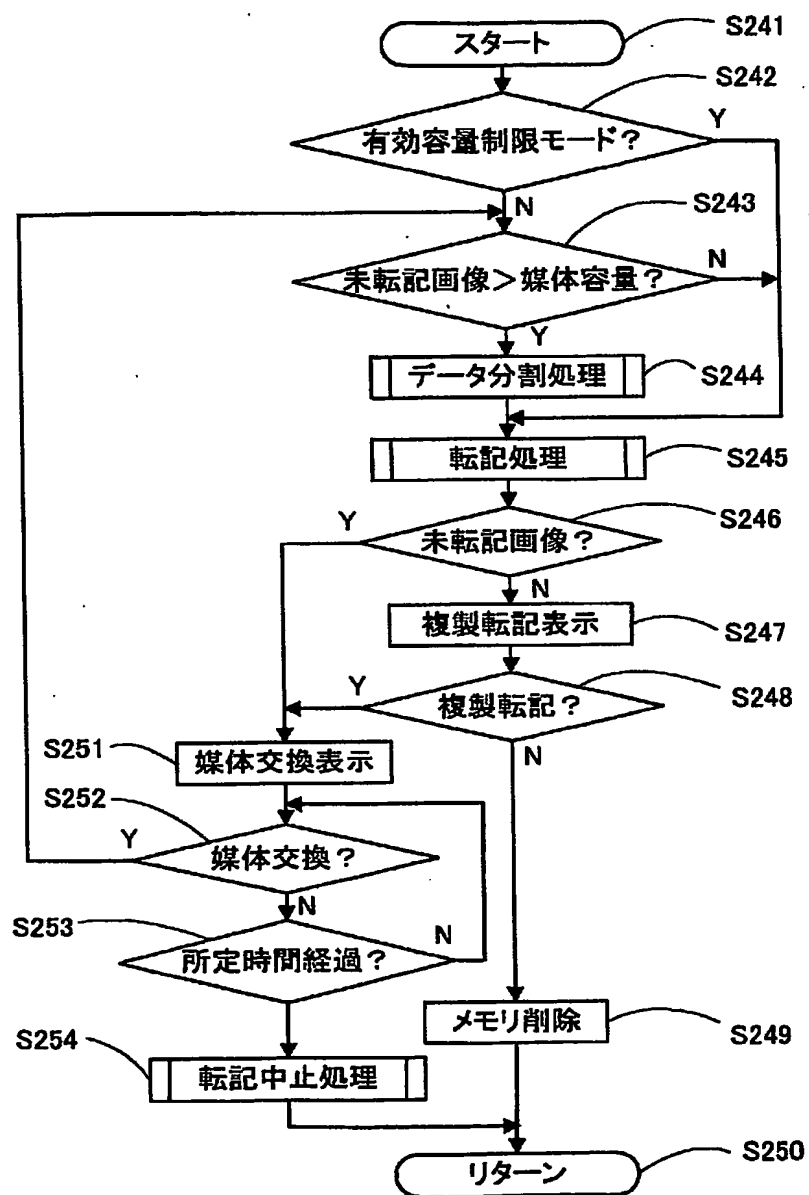 スタート
S241
S242
有効容量制限モード?
Y
N
S243
未転記画像>媒体容量?
N
Y
データ分割処理
S244
転記処理
S245
S246
Y
未転記画像?
N
複製転記表示
S247
S248
Y
複製転記?
N
S251
媒体交換表示
S252
Y
媒体交換?
N
S253
N
所定時間経過?
メモリ削除
S249
S254
転記中止処理
リターン
S250